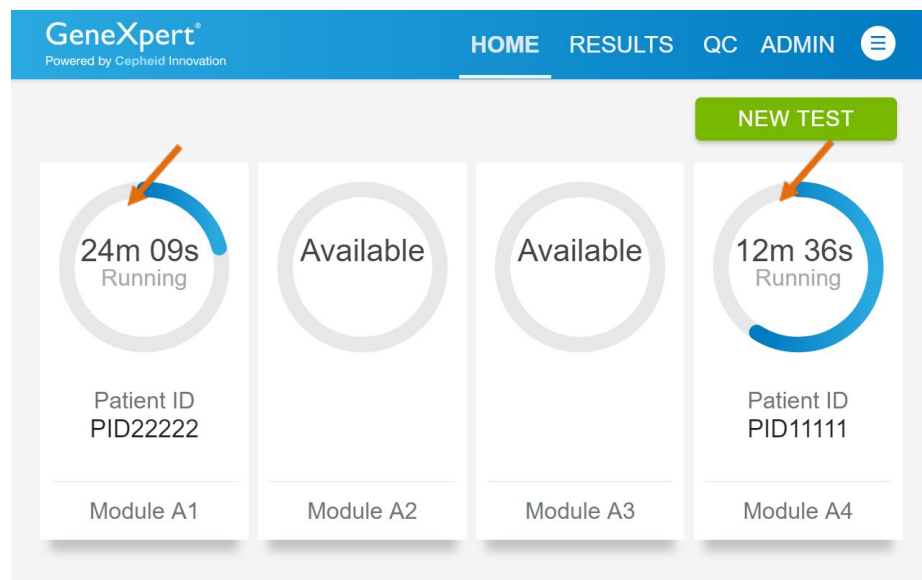 GeneXpert®
Powered by Cepheid Innovation
HOME RESULTS QC ADMIN
NEW TEST
24m 09s
Running
Patient ID
PID22222
Module A1
Available
Module A2
Available
Module A3
12m 36s
Running
Patient ID
PID11111
Module A4